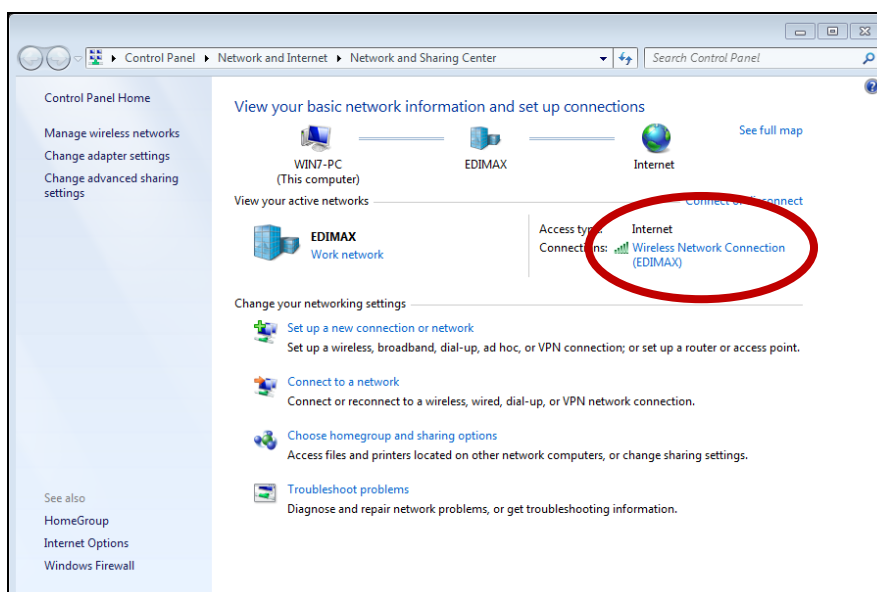 Control Panel ▸ Network and Internet ▸ Network and Sharing Center
Search Control Panel
Control Panel Home
Manage wireless networks
Change adapter settings
Change advanced sharing
settings
See also
HomeGroup
Internet Options
Windows Firewall
View your basic network information and set up connections
See full map
WIN7-PC
(This computer)
EDIMAX
Internet
View your active networks
Connect or disconnect
EDIMAX
Work network
Access type: Internet
Connections: Wireless Network Connection
(EDIMAX)
Change your networking settings
Set up a new connection or network
Set up a wireless, broadband, dial-up, ad hoc, or VPN connection; or set up a router or access point.
Connect to a network
Connect or reconnect to a wireless, wired, dial-up, or VPN network connection.
Choose homegroup and sharing options
Access files and printers located on other network computers, or change sharing settings.
Troubleshoot problems
Diagnose and repair network problems, or get troubleshooting information.